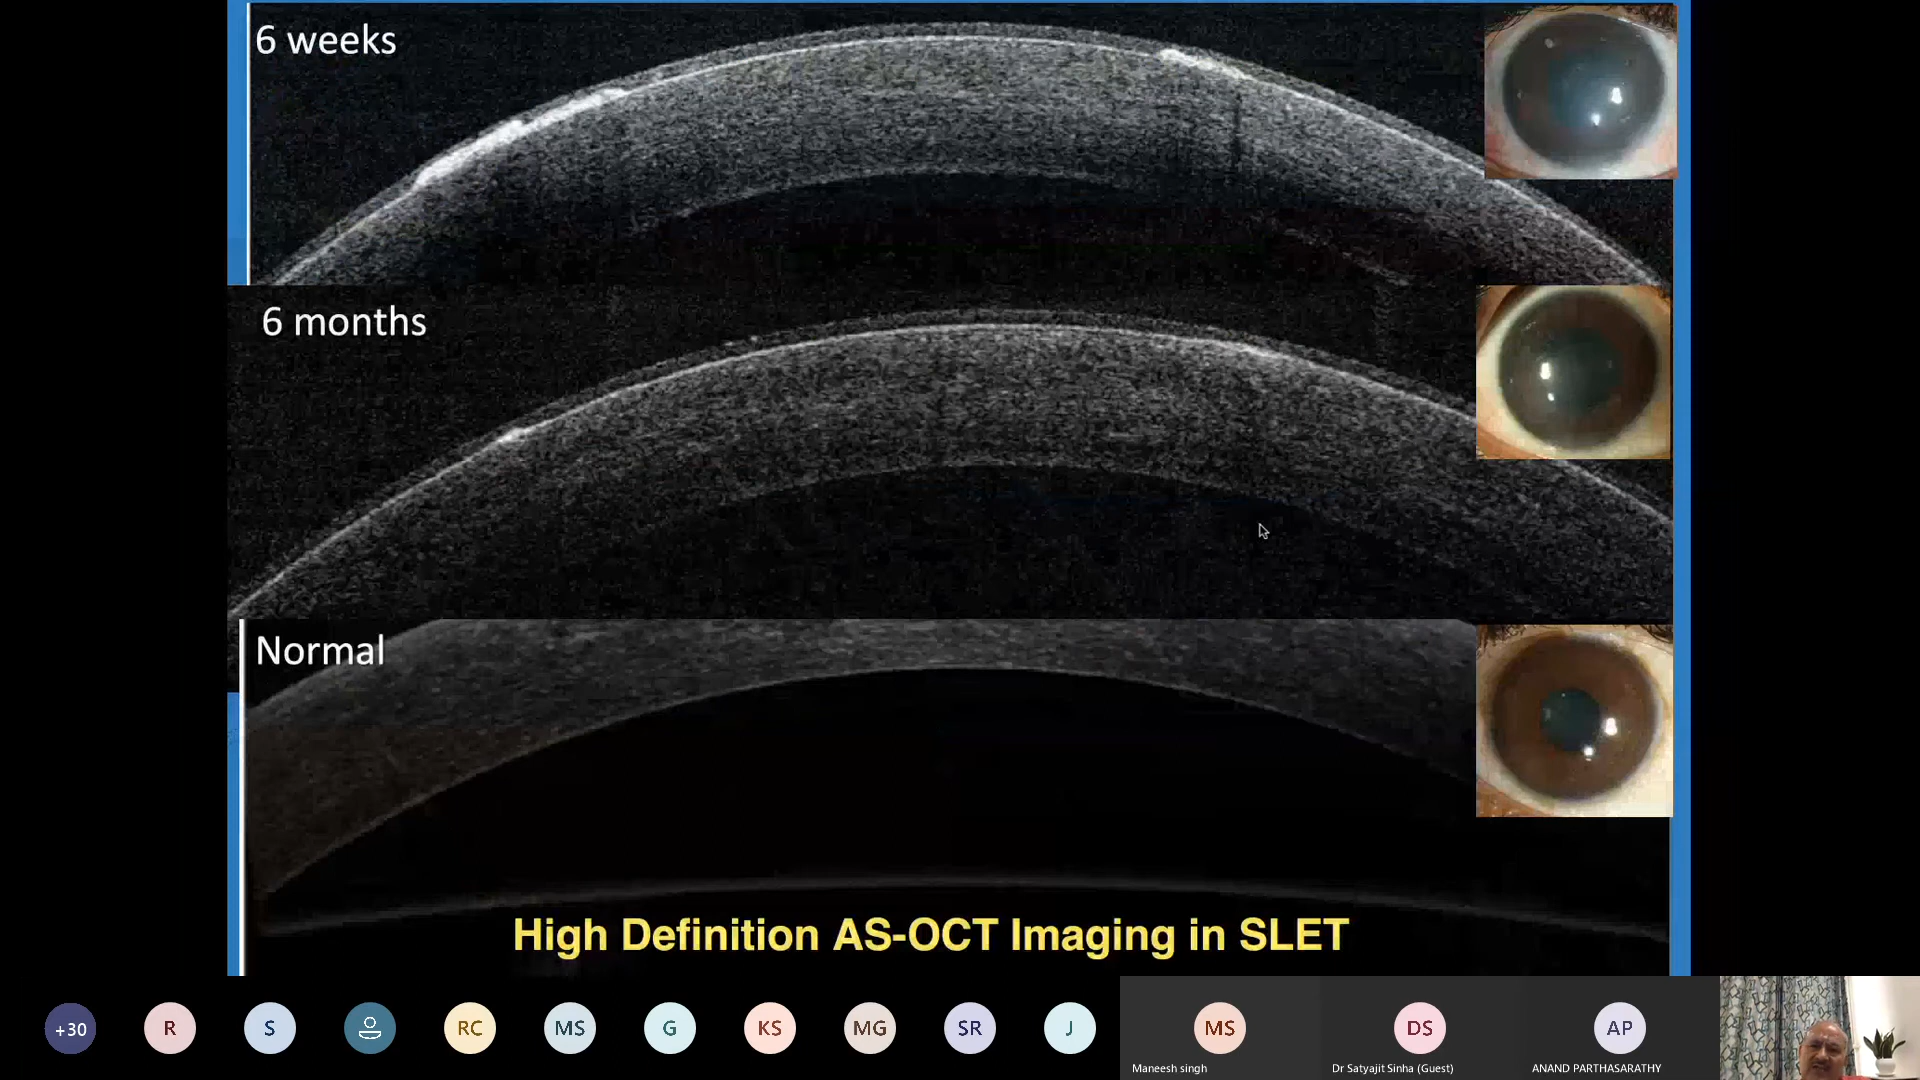 6 weeks
6 months
Normal
High Definition AS-OCT Imaging in SLET
+30
R
S
RC
MS
G
KS
MG
SR
J
MS
DS
AP
Maneesh singh
Dr Satyajit Sinha (Guest)
ANAND PARTHASARATHY